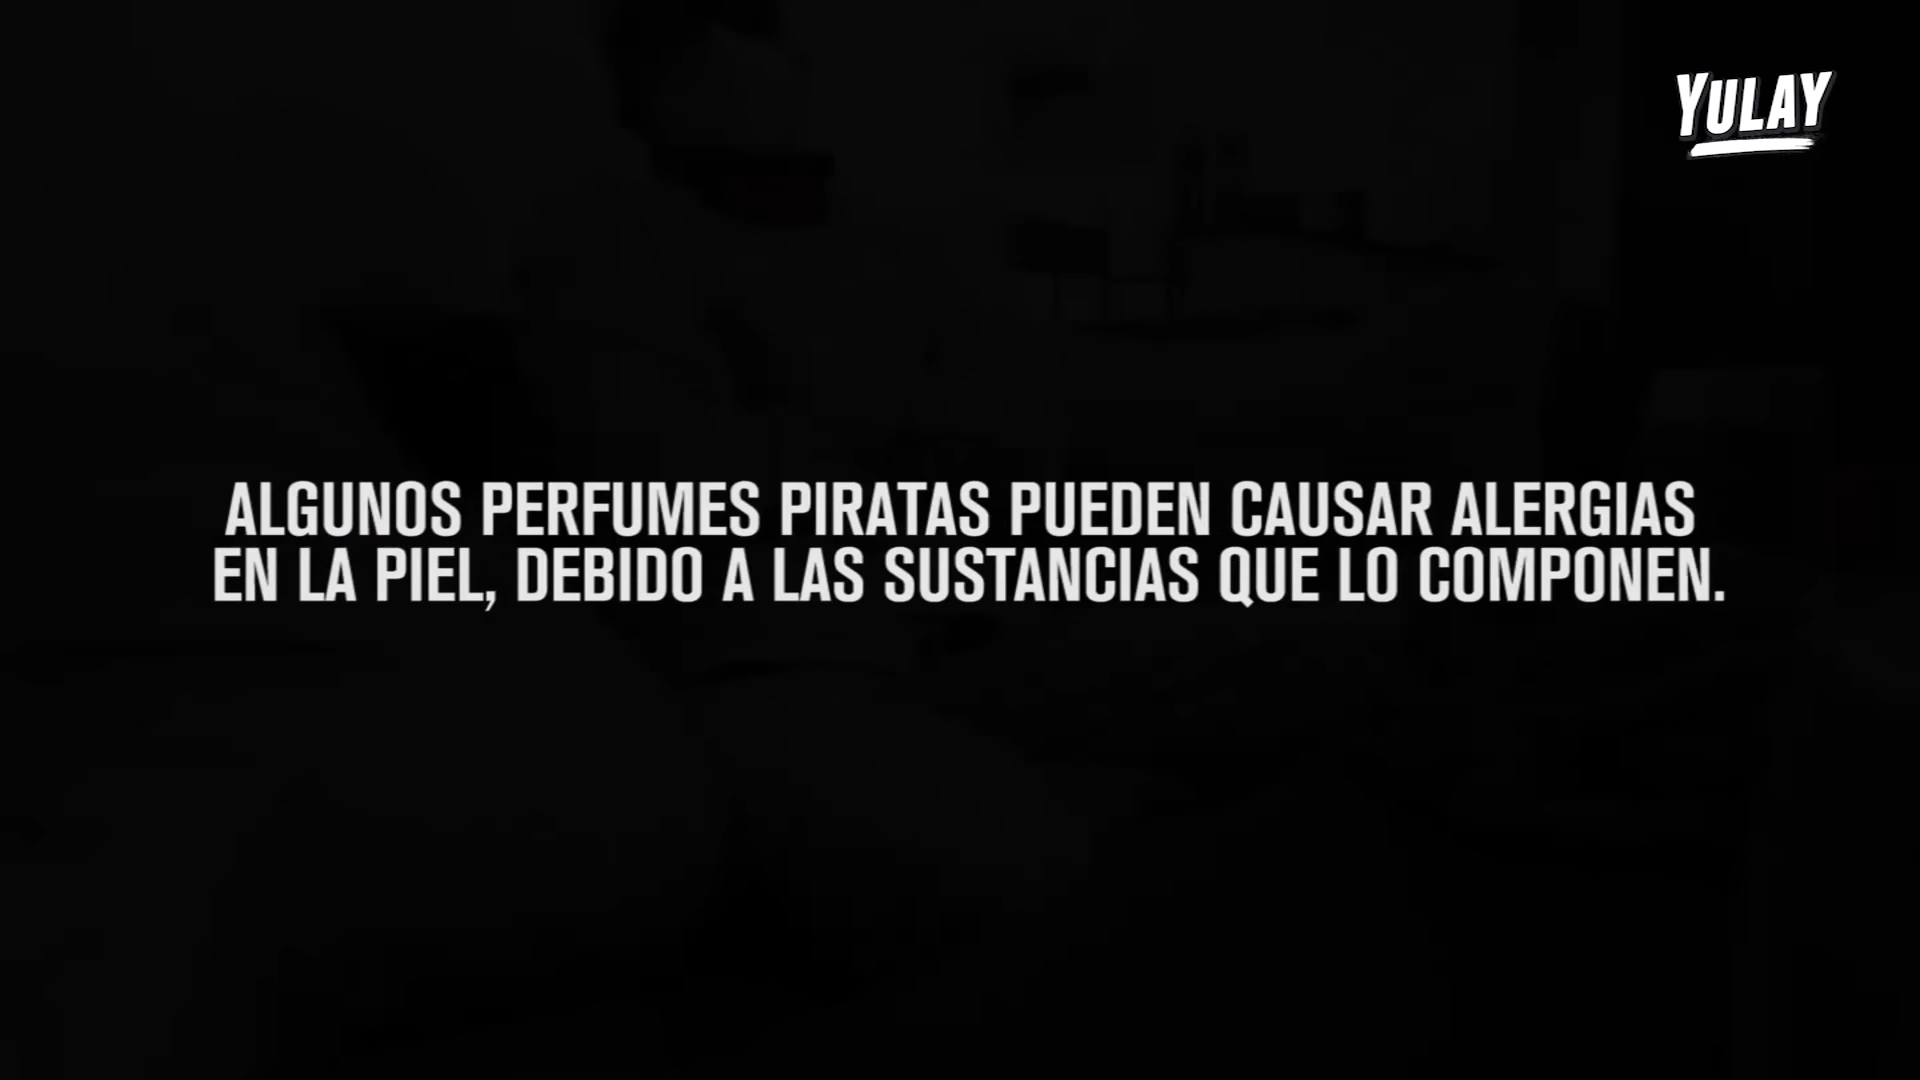 YULAY
ALGUNOS PERFUMES PIRATAS PUEDEN CAUSAR ALERGIAS
EN LA PIEL, DEBIDO A LAS SUSTANCIAS QUE LO COMPONEN.